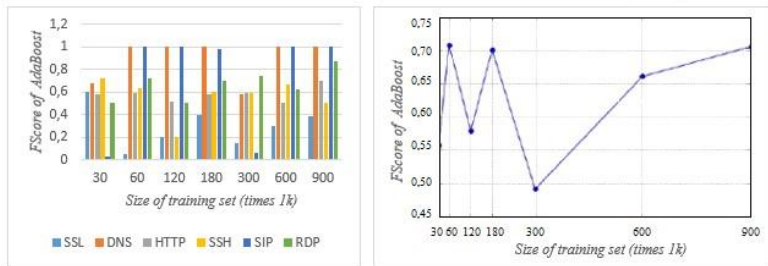 1,2
1
0,8
0,6
0,4
0,2
0
FScore of AdaBoost
30 60 120 180 300 600 900
Size of training set (times 1k)
SSL DNS HTTP SSH SIP RDP
0,75
0,70
0,65
0,60
0,55
0,50
0,45
FScore of AdaBoost
30 60 120 180 300 600 900
Size of training set (times 1k)